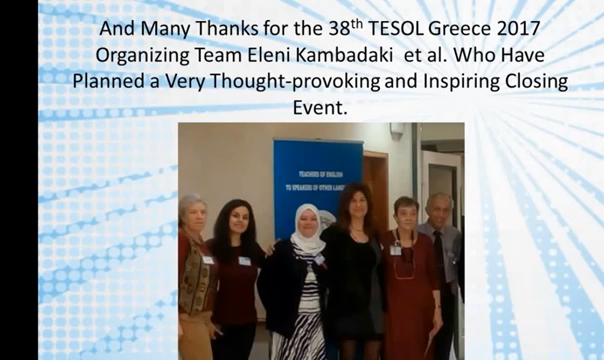 And Many Thanks for the 38th TESOL Greece 2017
Organizing Team Eleni Kambadaki et al. Who Have
Planned a Very Thought-provoking and Inspiring Closing
Event.
TEACHERS OF ENGLISH
TO SPEAKERS OF OTHER